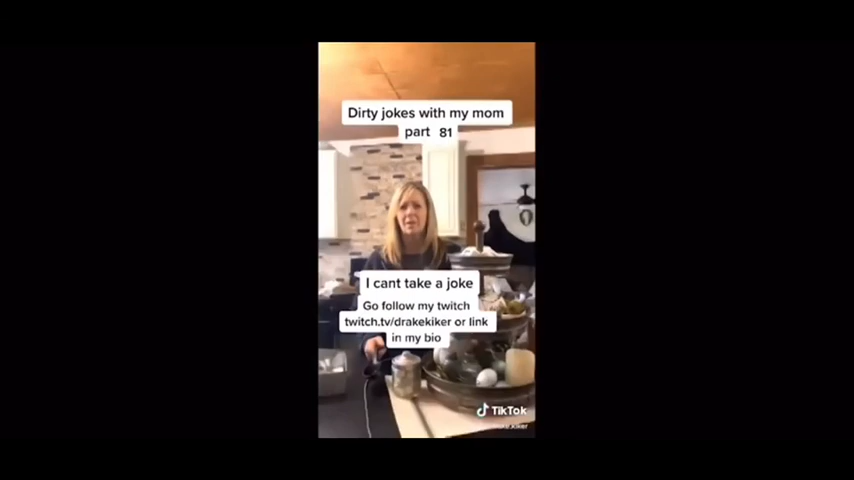 Dirty jokes with my mom
part 81
I cant take a joke
Go follow my twitch
twitch.tv/drakekiker or link
in my bio
TikTok